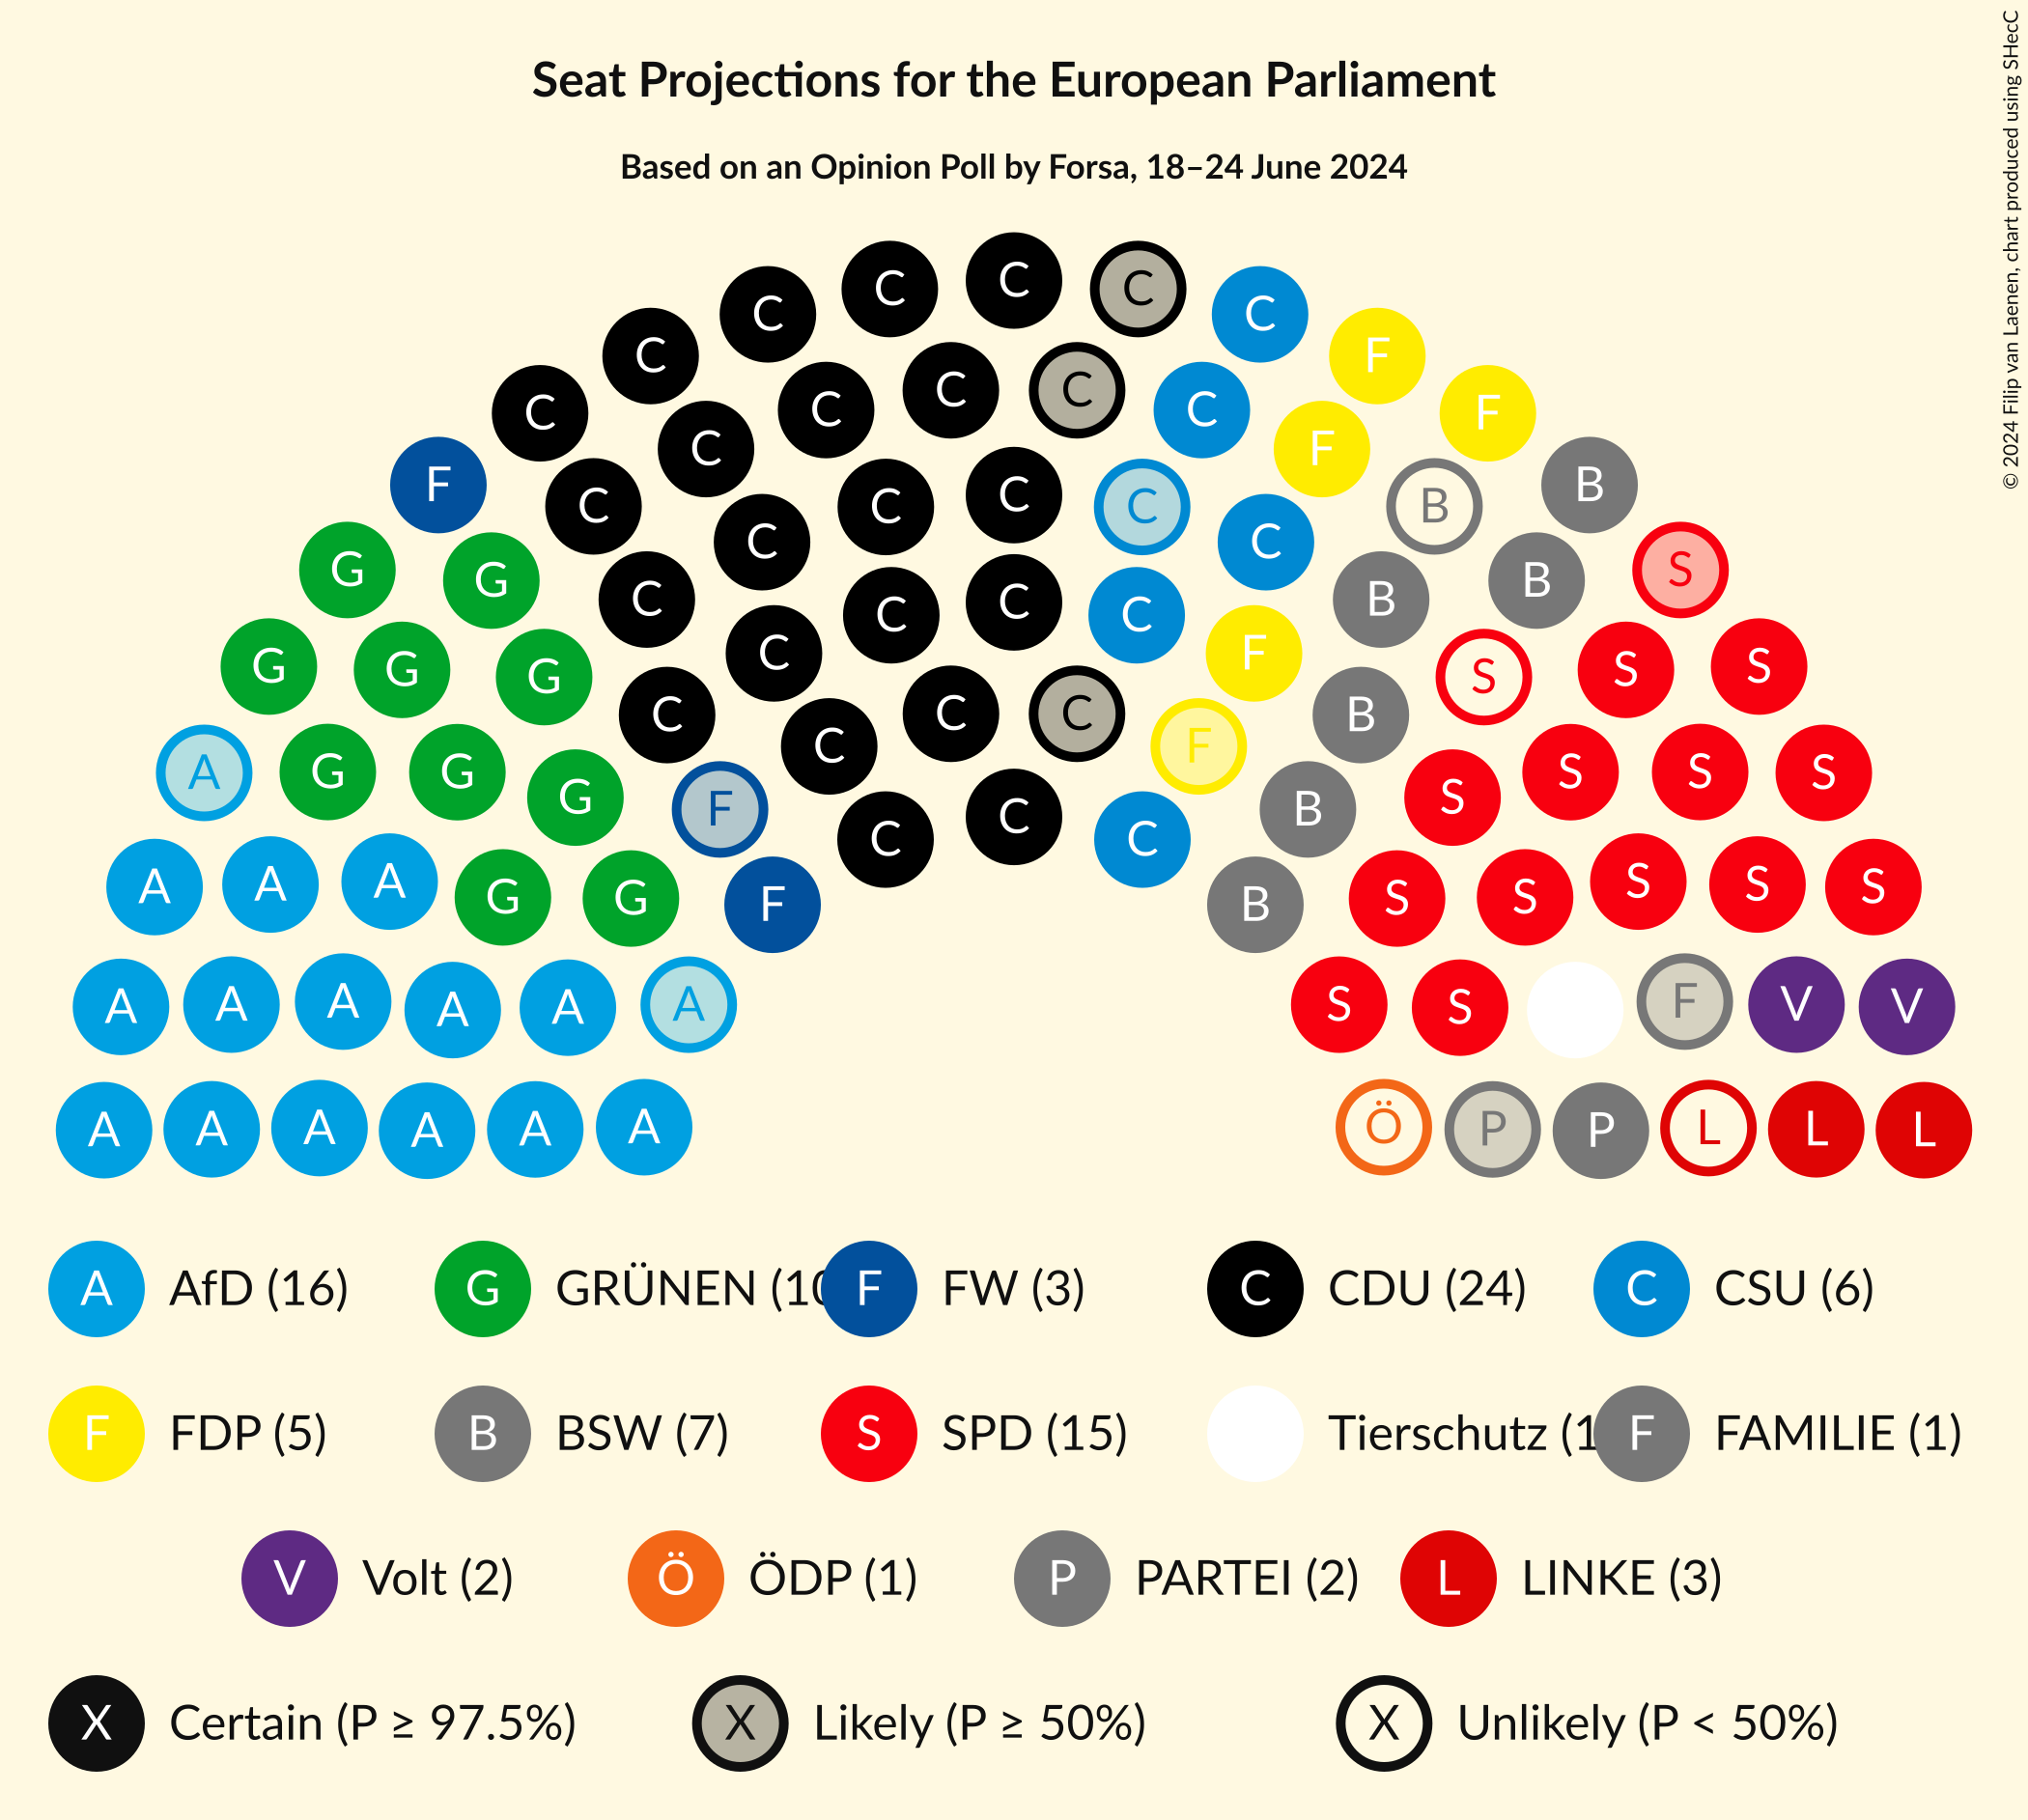 Seat Projections for the European Parliament
Based on an Opinion Poll by Forsa, 18–24 June 2024
© 2024 Filip van Laenen, chart produced using SHecC
C C C
C C
C F
C C C C C F
C F
F C C C C B B
C C
G G B S
C C C C B
G G G C F S S S
C C C B
C F
A G G G F B S S S S
C C C
A A A G G F B S S S S S
A A A A A A S S F V V
A A A A A A Ö P P L L L
A AfD (16) G GRÜNEN (10 F FW (3) C CDU (24) C CSU (6)
F FDP (5) B BSW (7) S SPD (15) Tierschutz (1 F FAMILIE (1)
V Volt (2) Ö ÖDP (1) P PARTEI (2) L LINKE (3)
X Certain (P ≥ 97.5%) X Likely (P ≥ 50%) X Unlikely (P < 50%)